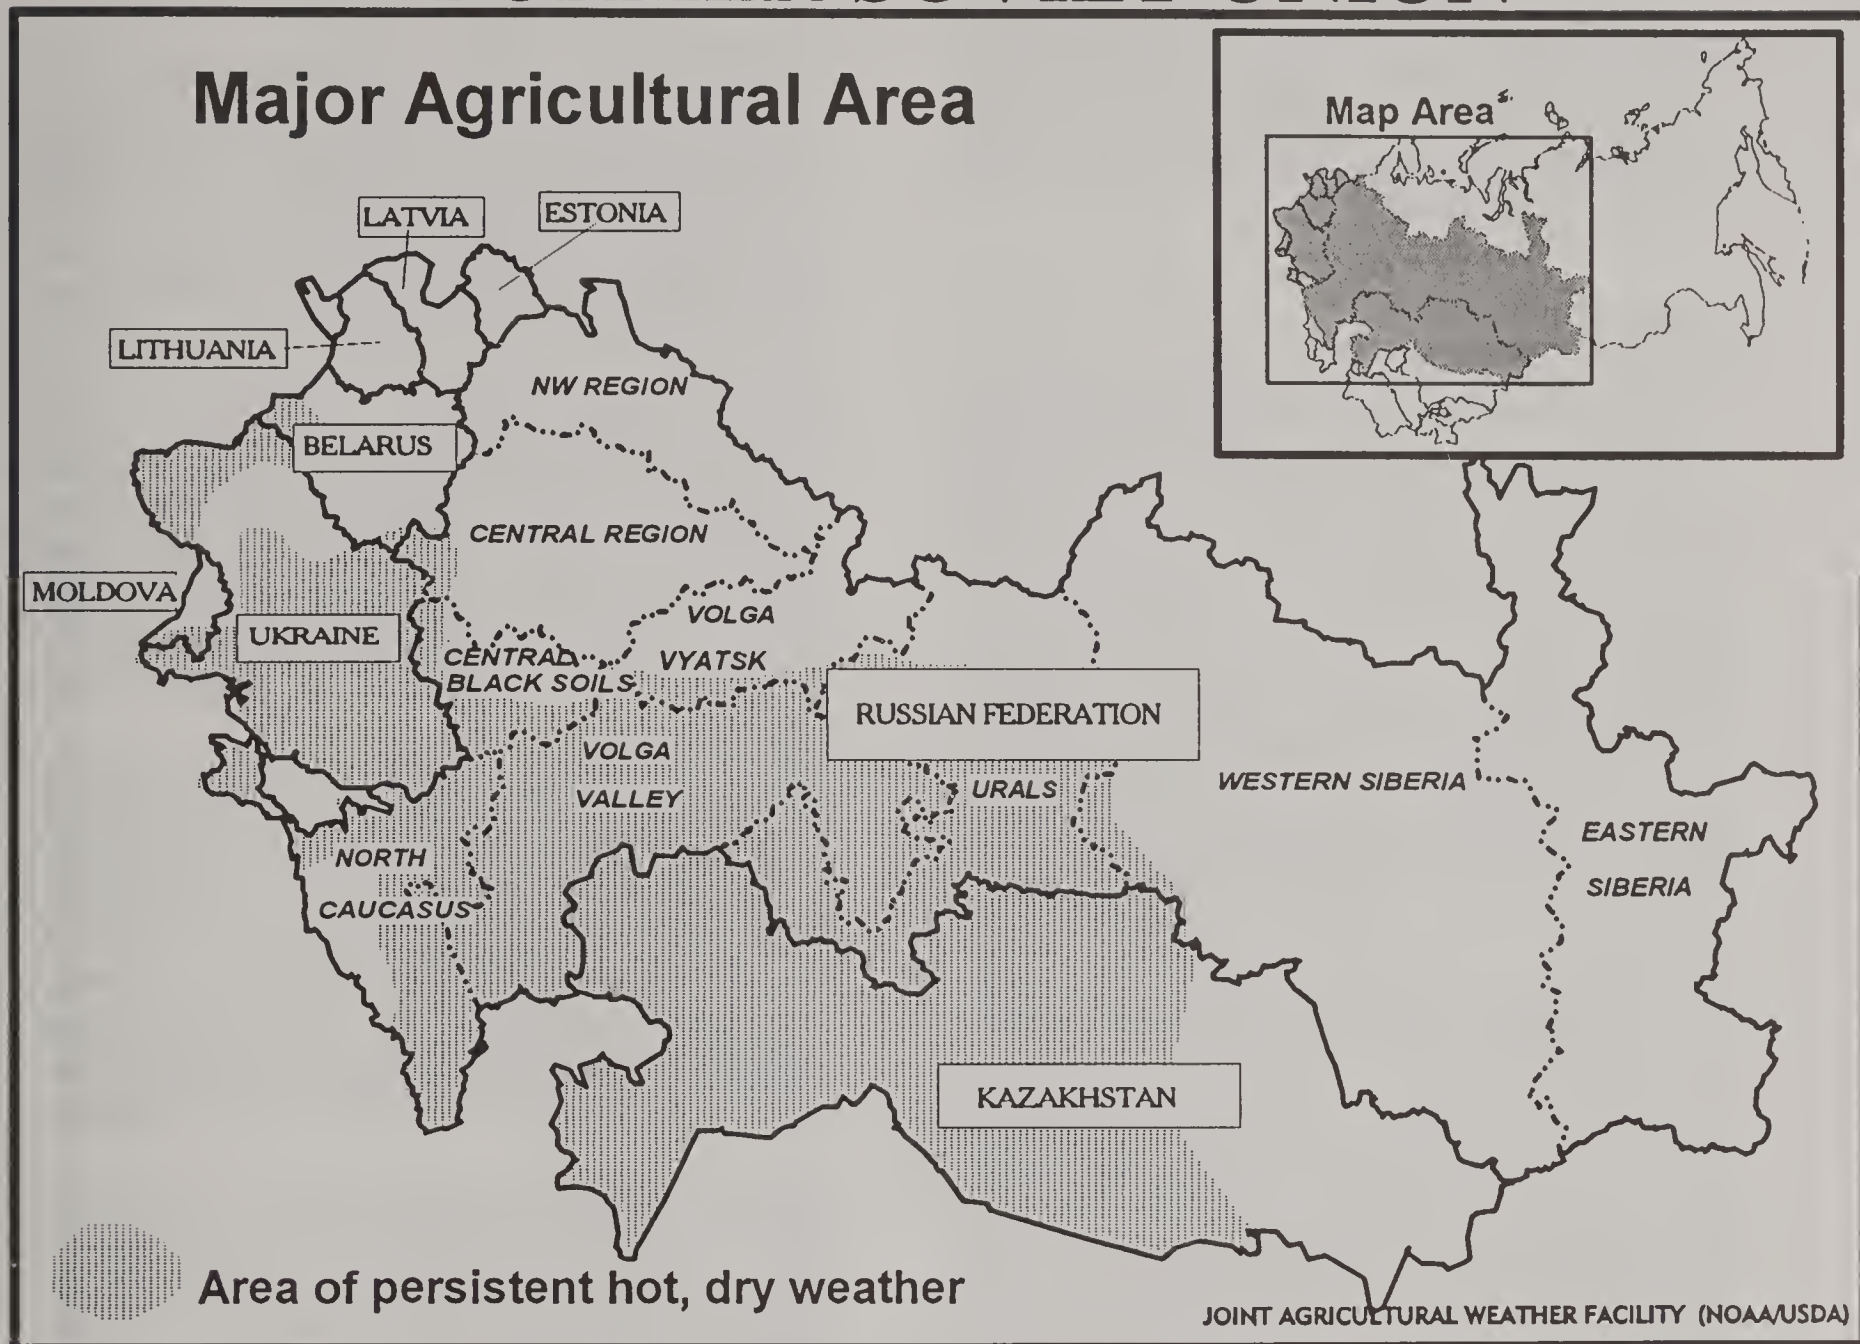 Major Agricultural Area
Map Area
LATVIA
ESTONIA
LITHUANIA
NW REGION
BELARUS
CENTRAL REGION
MOLDOVA
VOLGA
UKRAINE
CENTRAL
VYATSK
BLACK SOILS
RUSSIAN FEDERATION
VOLGA
VALLEY
URALS
WESTERN SIBERIA
EASTERN
SIBERIA
NORTH
CAUCASUS
KAZAKHSTAN
Area of persistent hot, dry weather
JOINT AGRICULTURAL WEATHER FACILITY (NOAA/USDA)